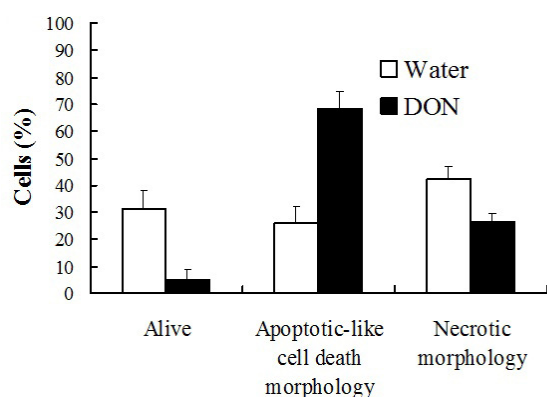 100
90
80
70
60
50
40
30
20
10
0
Cells (%)
Water
DON
Alive
Apoptotic-like
cell death
morphology
Necrotic
morphology